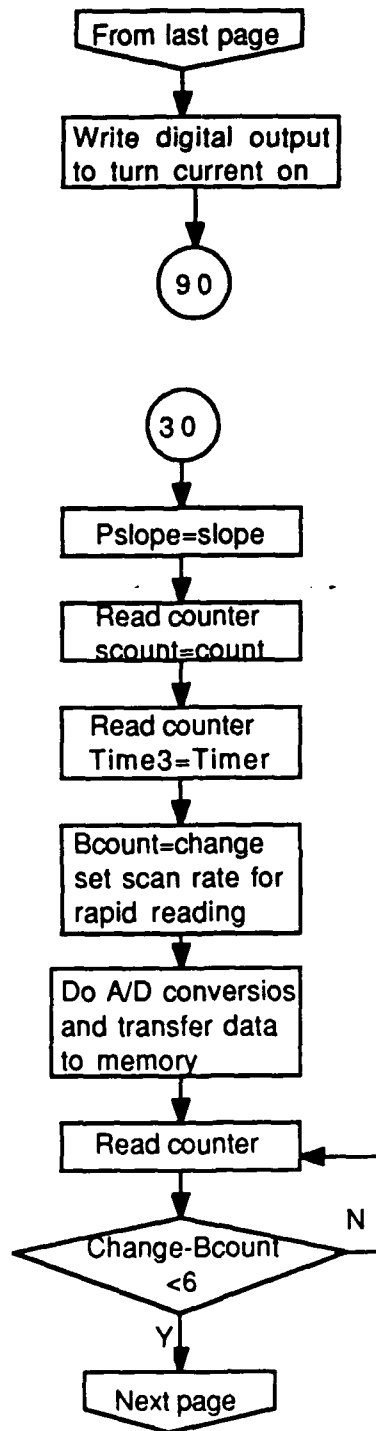 From last page
Write digital output
to turn current on
90
30
Pslope=slope
Read counter
scount=count
Read counter
Time3=Timer
Bcount=change
set scan rate for
rapid reading
Do A/D conversios
and transfer data
to memory
Read counter
N
Change-Bcount
<6
Y
Next page